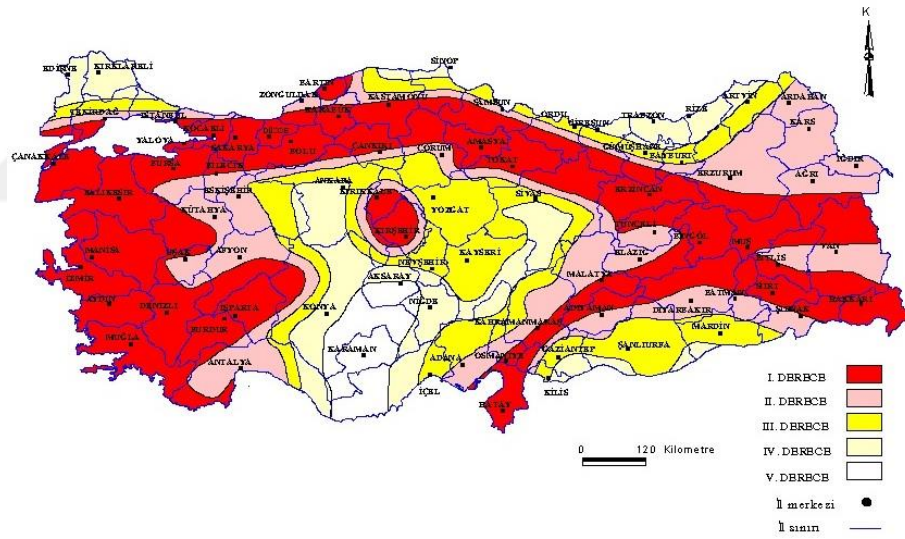 K
SİNOP
EDİRNE
KIRKLARELİ
BARTIN
ZONGULDAK
KASTAMONU
ARTVİN
ARDAHAN
TEKİRDAĞ
İSTANBUL
KARABÜK
SAMSUN
ORDU
GİRESUN
TRABZON
RİZE
KARS
KOCAELİ
SAKARYA
DÜZCE
BOLU
YALOVA
ÇANKIRI
ÇORUM
AMASYA
TOKAT
GÜMÜŞHANE
BAYBURT
ÇANAKKALE
BURSA
BİLECİK
ERZURUM
AĞRI
IĞDIR
BALIKESİR
ESKİŞEHİR
ANKARA
KIRIKKALE
YOZGAT
SİVAS
ERZİNCAN
KÜTAHYA
KIRŞEHİR
TUNCELİ
BİNGÖL
MUŞ
MANİSA
UŞAK
AFYON
NEVŞEHİR
KAYSERİ
ELAZIĞ
BİTLİS
VAN
İZMİR
AKSARAY
MALATYA
SİİRT
AYDIN
DENİZLİ
ISPARTA
KONYA
NİĞDE
KAHRAMANMARAŞ
ADIYAMAN
DİYARBAKIR
BATMAN
ŞIRNAK
HAKKARİ
BURDUR
MUĞLA
MARDİN
ANTALYA
KARAMAN
ADANA
OSMANİYE
GAZİANTEP
ŞANLIURFA
İÇEL
KİLİS
HATAY
I. DERECE
II. DERECE
III. DERECE
IV. DERECE
V. DERECE
0 120 Kilometre
İl merkezi
İl sınırı